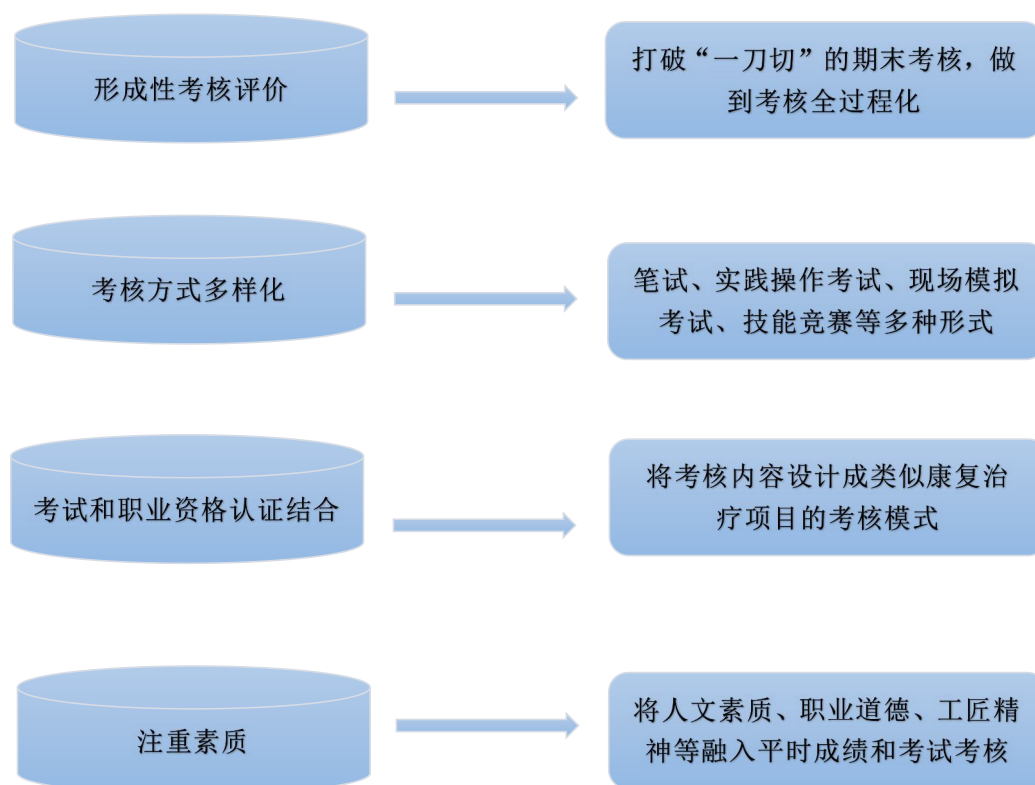 形成性考核评价
打破“一刀切”的期末考核，做
到考核全过程化
考核方式多样化
笔试、实践操作考试、现场模拟
考试、技能竞赛等多种形式
考试和职业资格认证结合
将考核内容设计成类似康复治
疗项目的考核模式
注重素质
将人文素质、职业道德、工匠精
神等融入平时成绩和考试考核